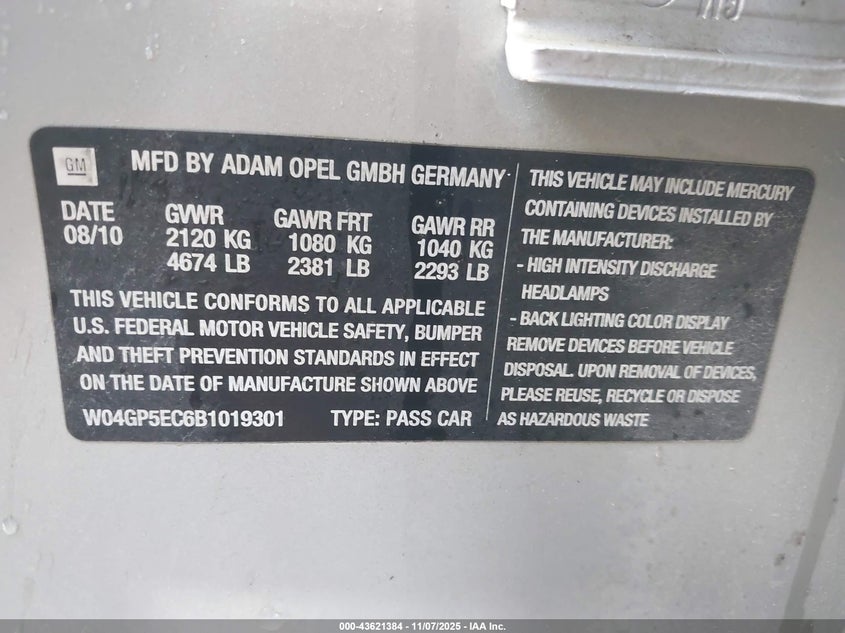 GM
MFD BY ADAM OPEL GMBH GERMANY
DATE GVWR GAWR FRT GAWR RR
08/10 2120 KG 1080 KG 1040 KG
4674 LB 2381 LB 2293 LB
THIS VEHICLE CONFORMS TO ALL APPLICABLE
U.S. FEDERAL MOTOR VEHICLE SAFETY, BUMPER
AND THEFT PREVENTION STANDARDS IN EFFECT
ON THE DATE OF MANUFACTURE SHOWN ABOVE
W04GP5EC6B1019301 TYPE: PASS CAR
THIS VEHICLE MAY INCLUDE MERCURY
CONTAINING DEVICES INSTALLED BY
THE MANUFACTURER:
- HIGH INTENSITY DISCHARGE
HEADLAMPS
- BACK LIGHTING COLOR DISPLAY
REMOVE DEVICES BEFORE VEHICLE
DISPOSAL. UPON REMOVAL OF DEVICES,
PLEASE REUSE, RECYCLE OR DISPOSE
AS HAZARDOUS WASTE
000-43621384 - 11/07/2025 - IAA Inc.